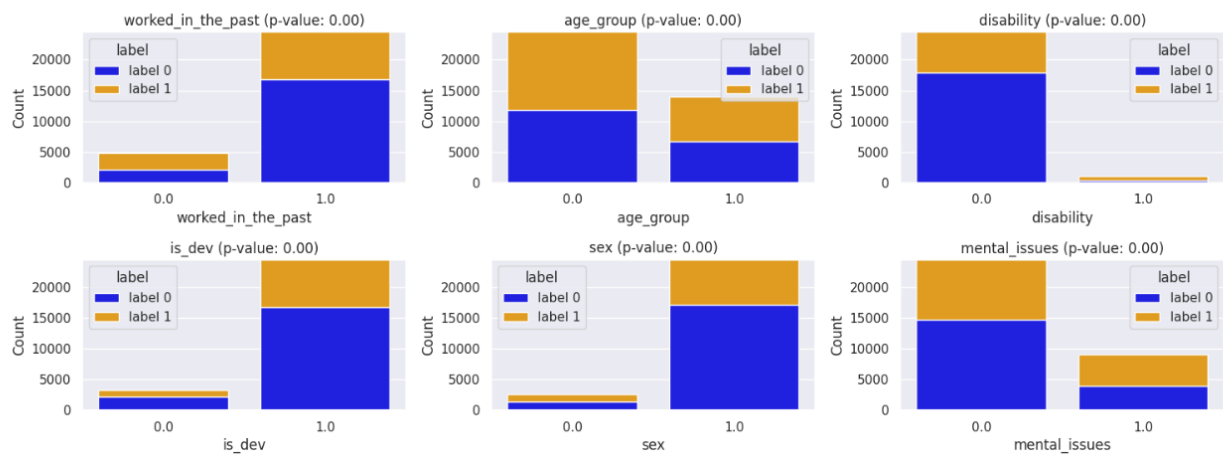 worked_in_the_past (p-value: 0.00)
age_group (p-value: 0.00)
disability (p-value: 0.00)
label
label 0
label 1
20000
15000
10000
5000
0
Count
0.0
1.0
worked_in_the_past
label
label 0
label 1
20000
15000
10000
5000
0
Count
0.0
1.0
age_group
label
label 0
label 1
20000
15000
10000
5000
0
Count
0.0
1.0
disability
is_dev (p-value: 0.00)
sex (p-value: 0.00)
mental_issues (p-value: 0.00)
label
label 0
label 1
20000
15000
10000
5000
0
Count
0.0
1.0
is_dev
label
label 0
label 1
20000
15000
10000
5000
0
Count
0.0
1.0
sex
label
label 0
label 1
20000
15000
10000
5000
0
Count
0.0
1.0
mental_issues